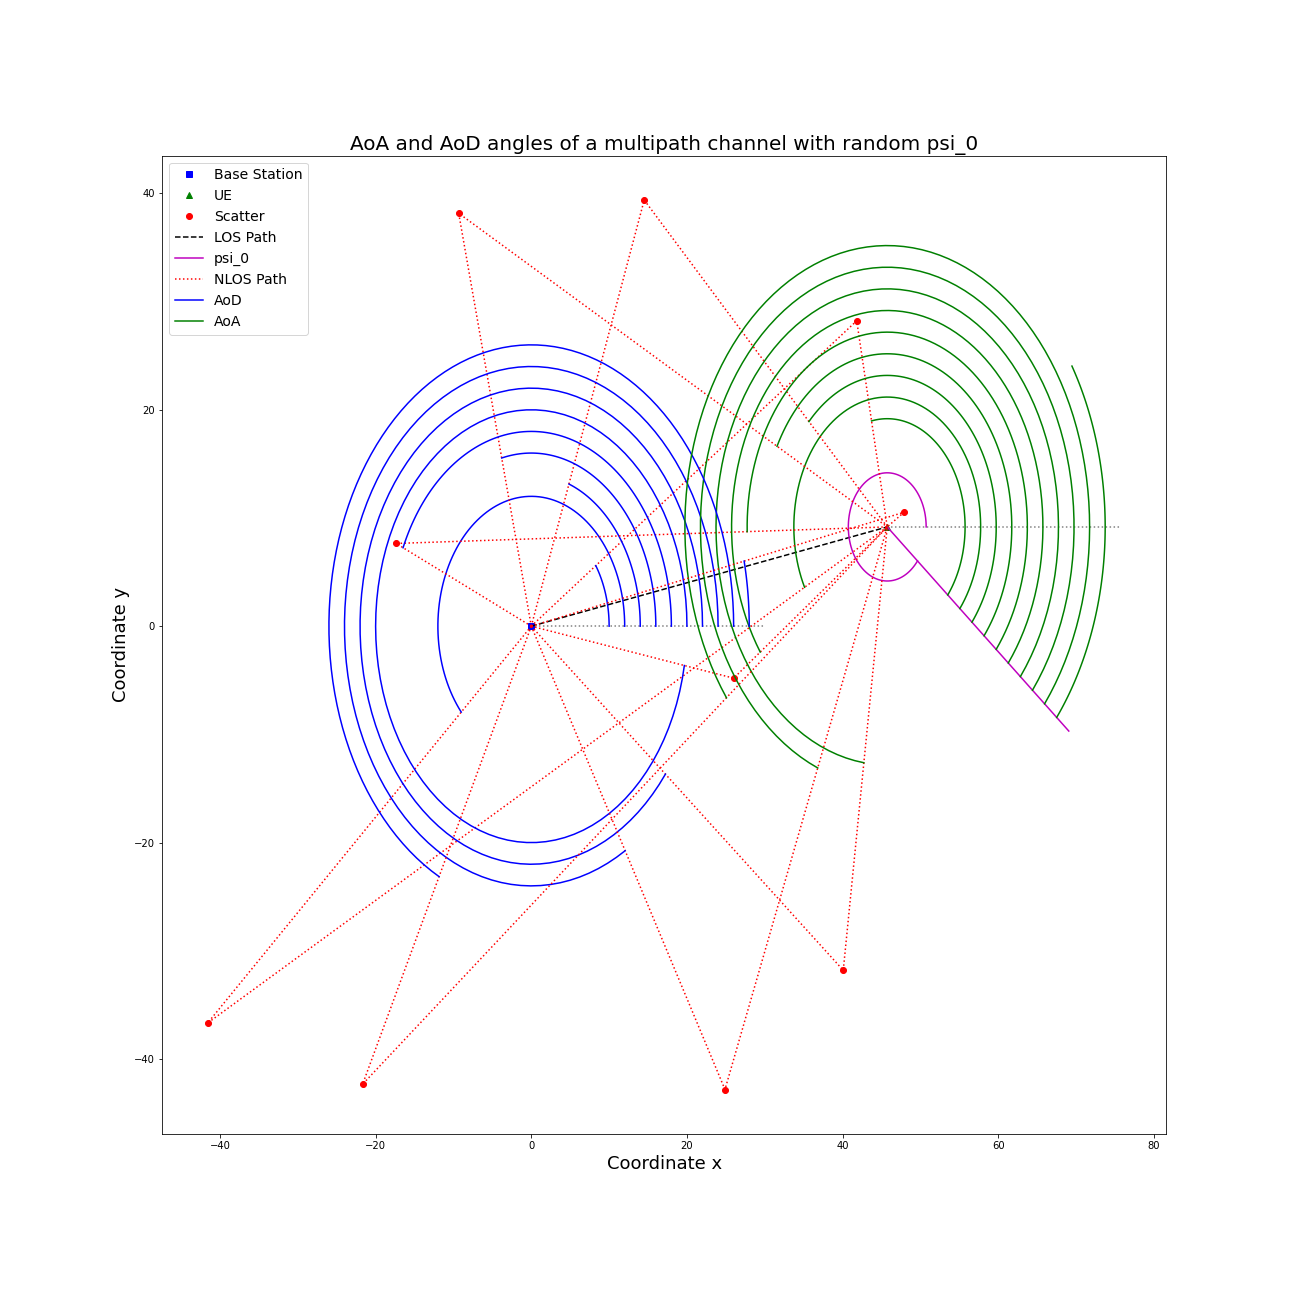 AoA and AoD angles of a multipath channel with random psi_0
Base Station
UE
Scatter
LOS Path
psi_0
NLOS Path
AoD
AoA
40
20
0
−20
−40
Coordinate y
−40 −20 0 20 40 60 80
Coordinate x